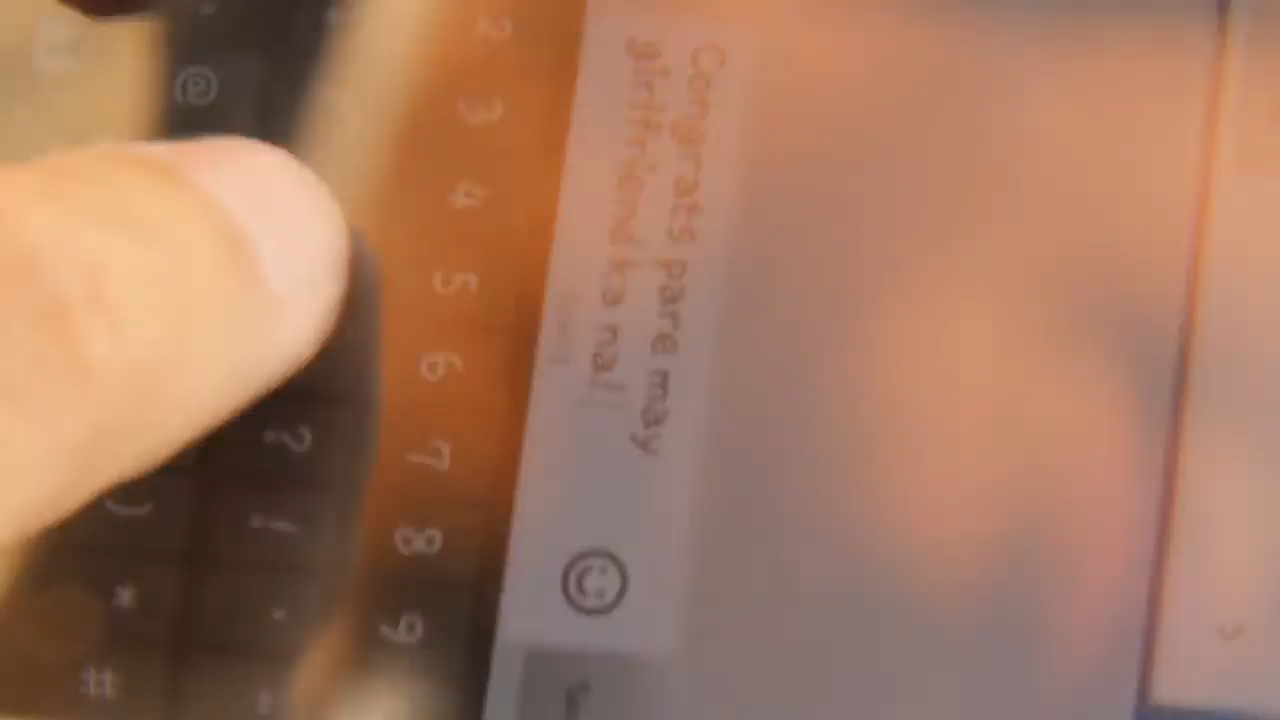 Congrats pare may
girlfriend ka na!
2 3 4 5 6 7 8 9
@
? ! .
) * #